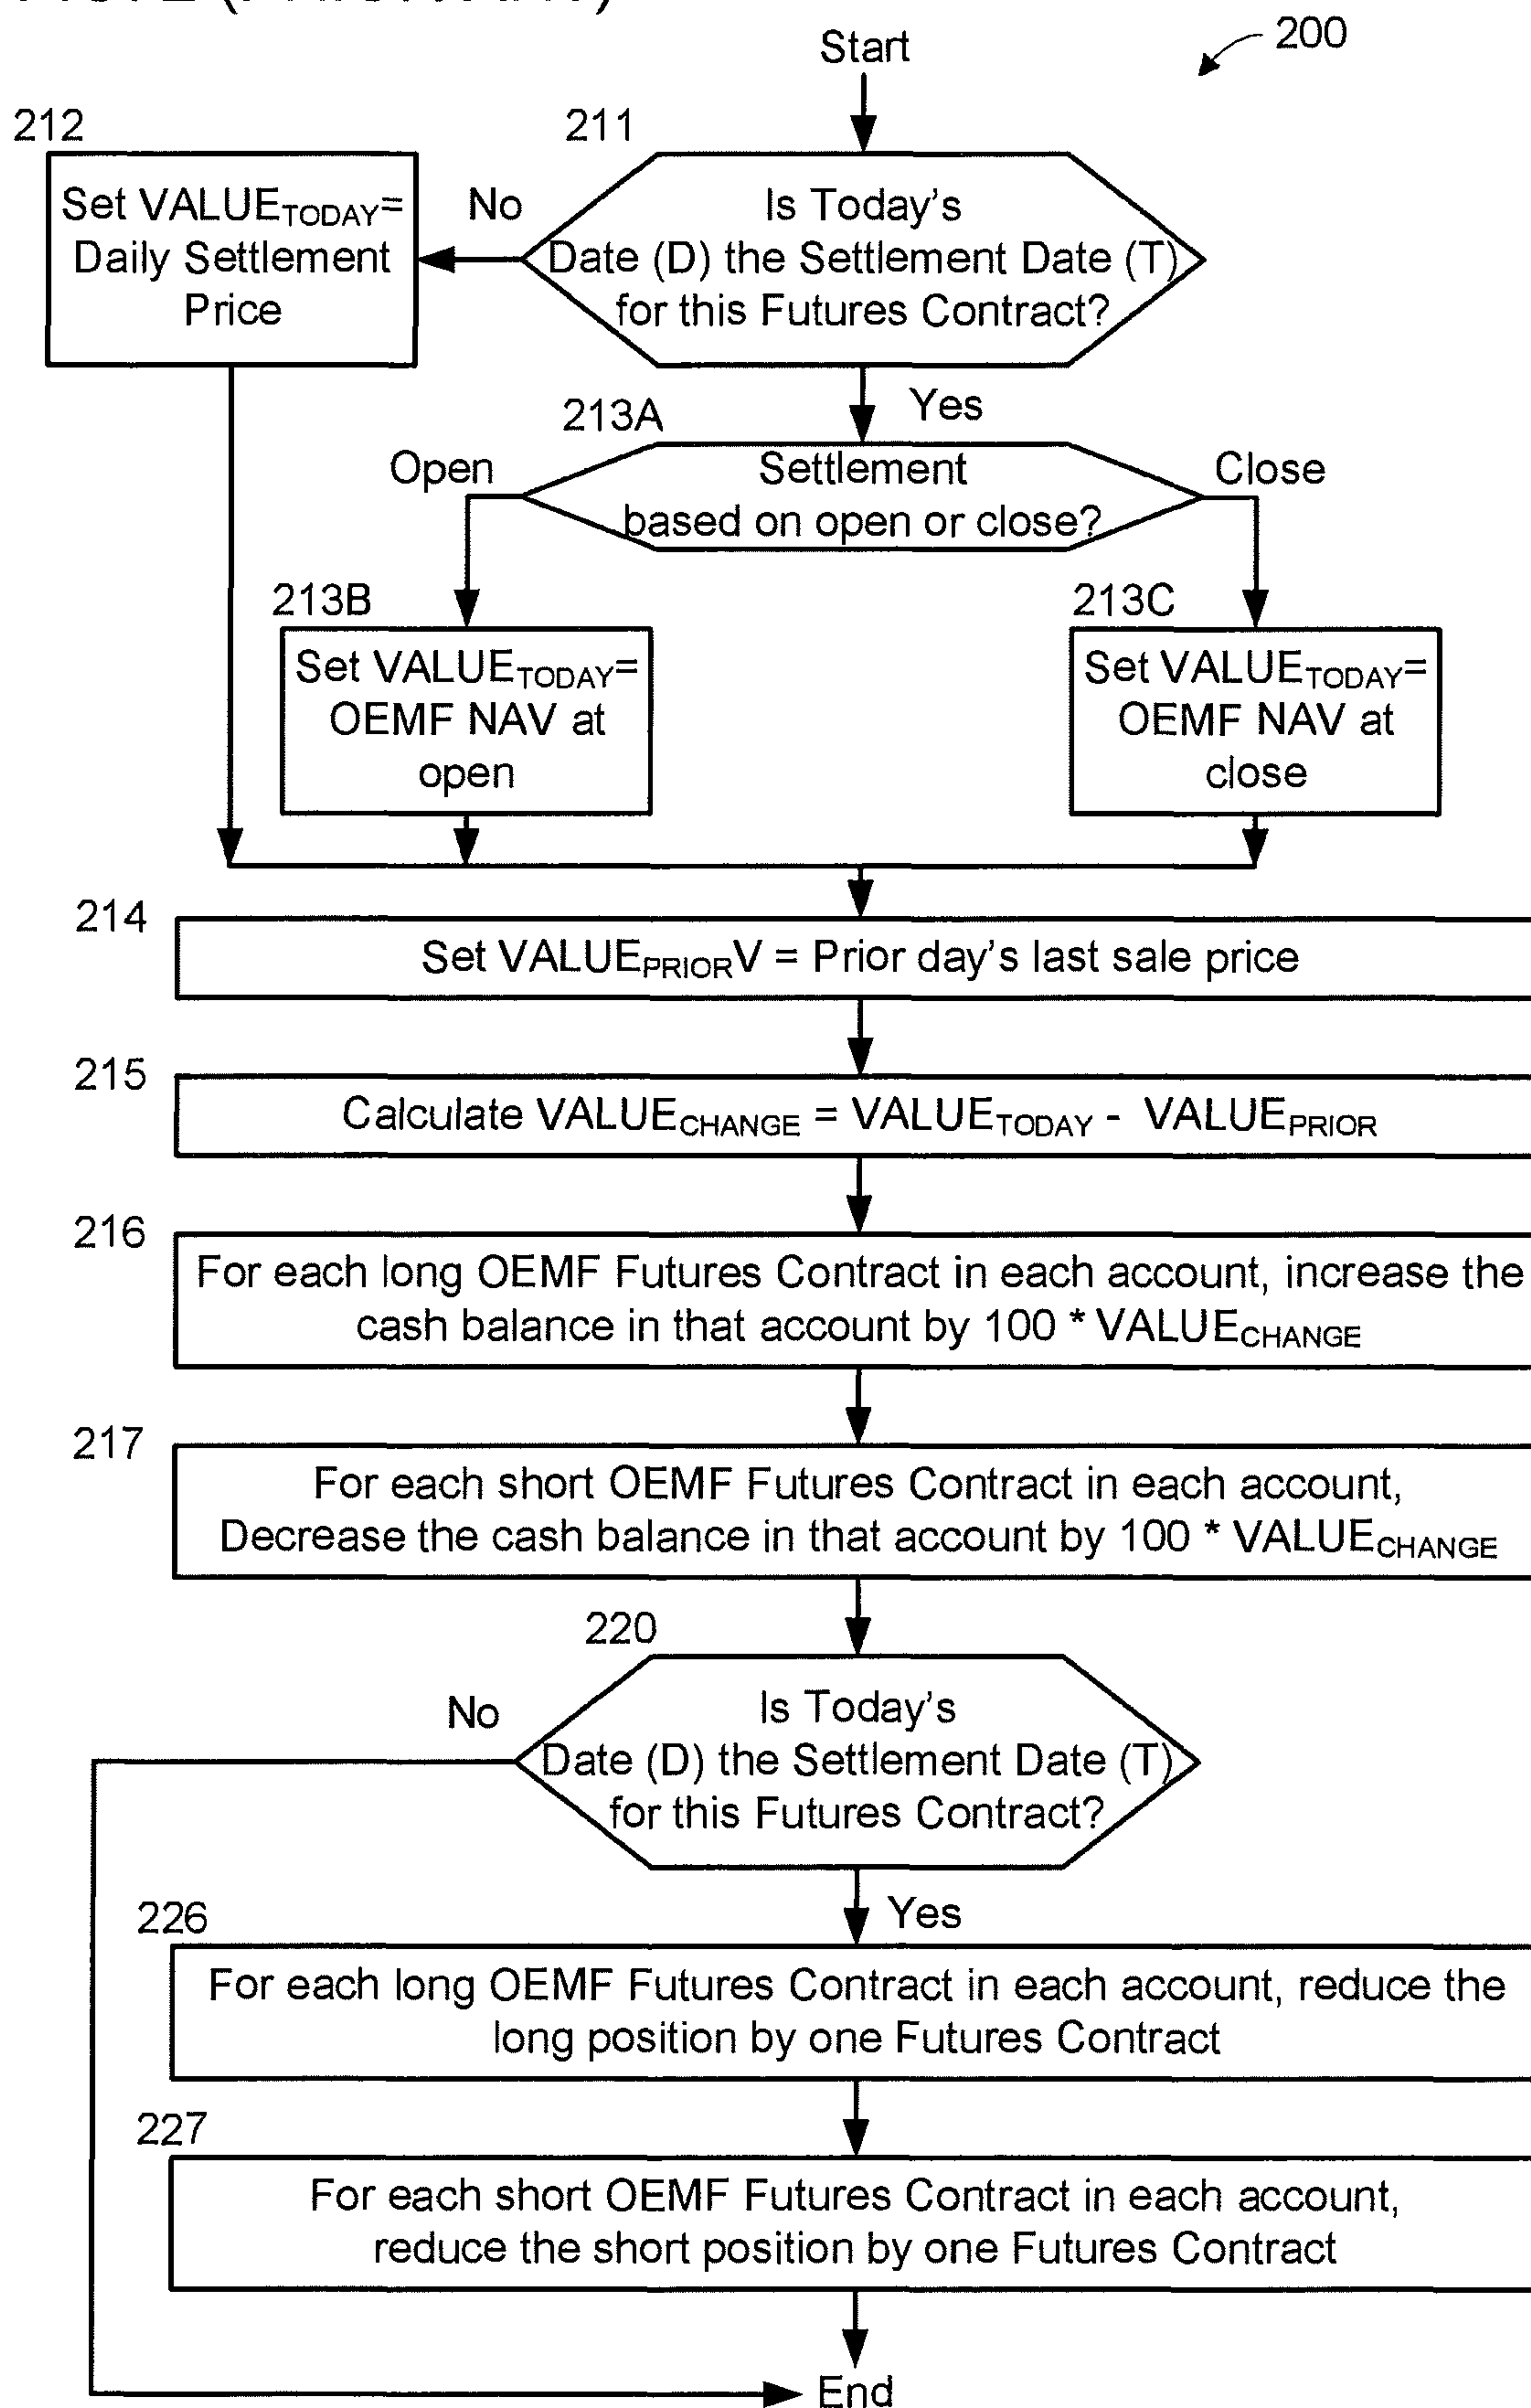 200
Start
212
211
Set VALUETODAY=
Daily Settlement
Price
No
Is Today's
Date (D) the Settlement Date (T)
for this Futures Contract?
Yes
213A
Open
Settlement
based on open or close?
Close
213B
Set VALUETODAY=
OEMF NAV at
open
213C
Set VALUETODAY=
OEMF NAV at
close
214
Set VALUEPRIORV = Prior day's last sale price
215
Calculate VALUECHANGE = VALUETODAY - VALUEPRIOR
216
For each long OEMF Futures Contract in each account, increase the
cash balance in that account by 100 * VALUECHANGE
217
For each short OEMF Futures Contract in each account,
Decrease the cash balance in that account by 100 * VALUECHANGE
220
No
Is Today's
Date (D) the Settlement Date (T)
for this Futures Contract?
Yes
226
For each long OEMF Futures Contract in each account, reduce the
long position by one Futures Contract
227
For each short OEMF Futures Contract in each account,
reduce the short position by one Futures Contract
End